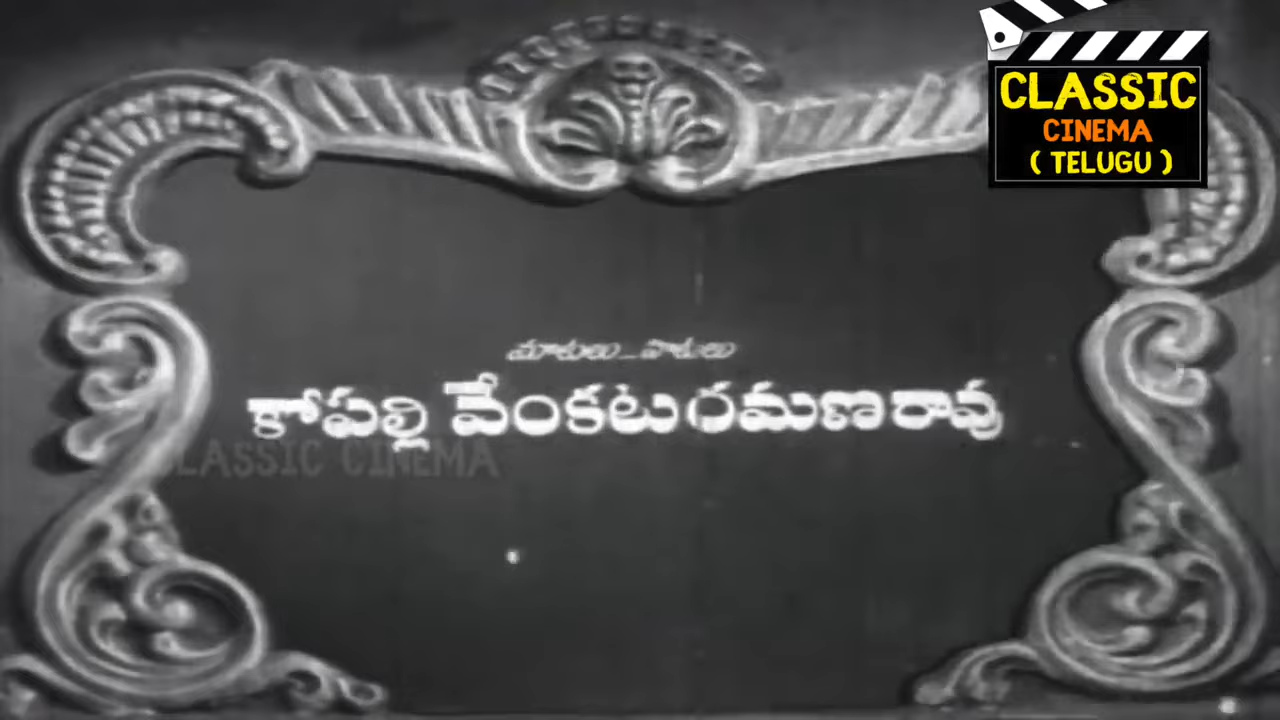 CLASSIC
CINEMA
( TELUGU )
మాటలు_పాటలు
కోపల్లి వేంకటరమణరావు
CLASSIC CINEMA